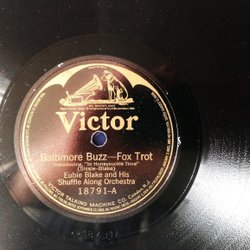 Victor
Baltimore Buzz—Fox Trot
Introducing "In Honeysuckle Time"
(Sissle-Blake)
Eubie Blake and His
Shuffle Along Orchestra
18791-A
VICTOR TALKING MACHINE CO. Camden, N.J.